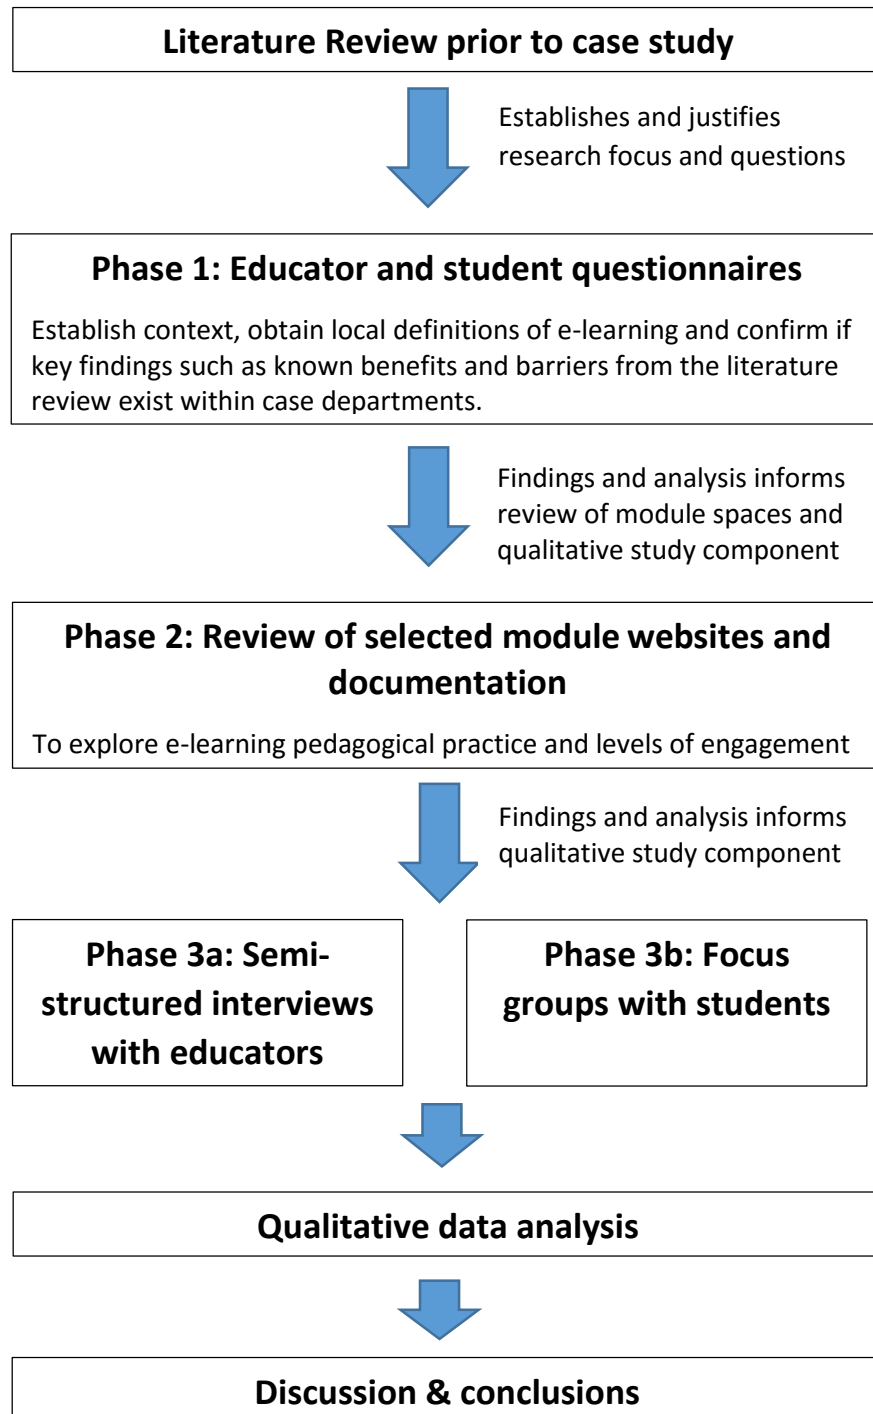 Literature Review prior to case study
Establishes and justifies
research focus and questions
Phase 1: Educator and student questionnaires
Establish context, obtain local definitions of e-learning and confirm if
key findings such as known benefits and barriers from the literature
review exist within case departments.
Findings and analysis informs
review of module spaces and
qualitative study component
Phase 2: Review of selected module websites and
documentation
To explore e-learning pedagogical practice and levels of engagement
Findings and analysis informs
qualitative study component
Phase 3a: Semi-
structured interviews
with educators
Phase 3b: Focus
groups with students
Qualitative data analysis
Discussion & conclusions